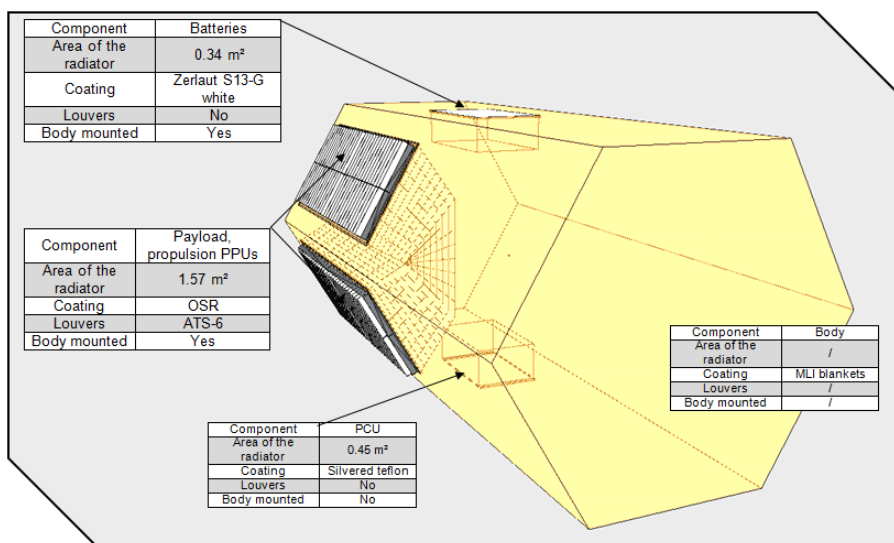 Component Batteries
Area of the
radiator 0.34 m²
Coating Zerlaut S13-G
white
Louvers No
Body mounted Yes
Component Payload,
propulsion PPUs
Area of the
radiator 1.57 m²
Coating OSR
Louvers ATS-6
Body mounted Yes
Component Body
Area of the
radiator /
Coating MLI blankets
Louvers /
Body mounted /
Component PCU
Area of the
radiator 0.45 m²
Coating Silvered teflon
Louvers No
Body mounted No